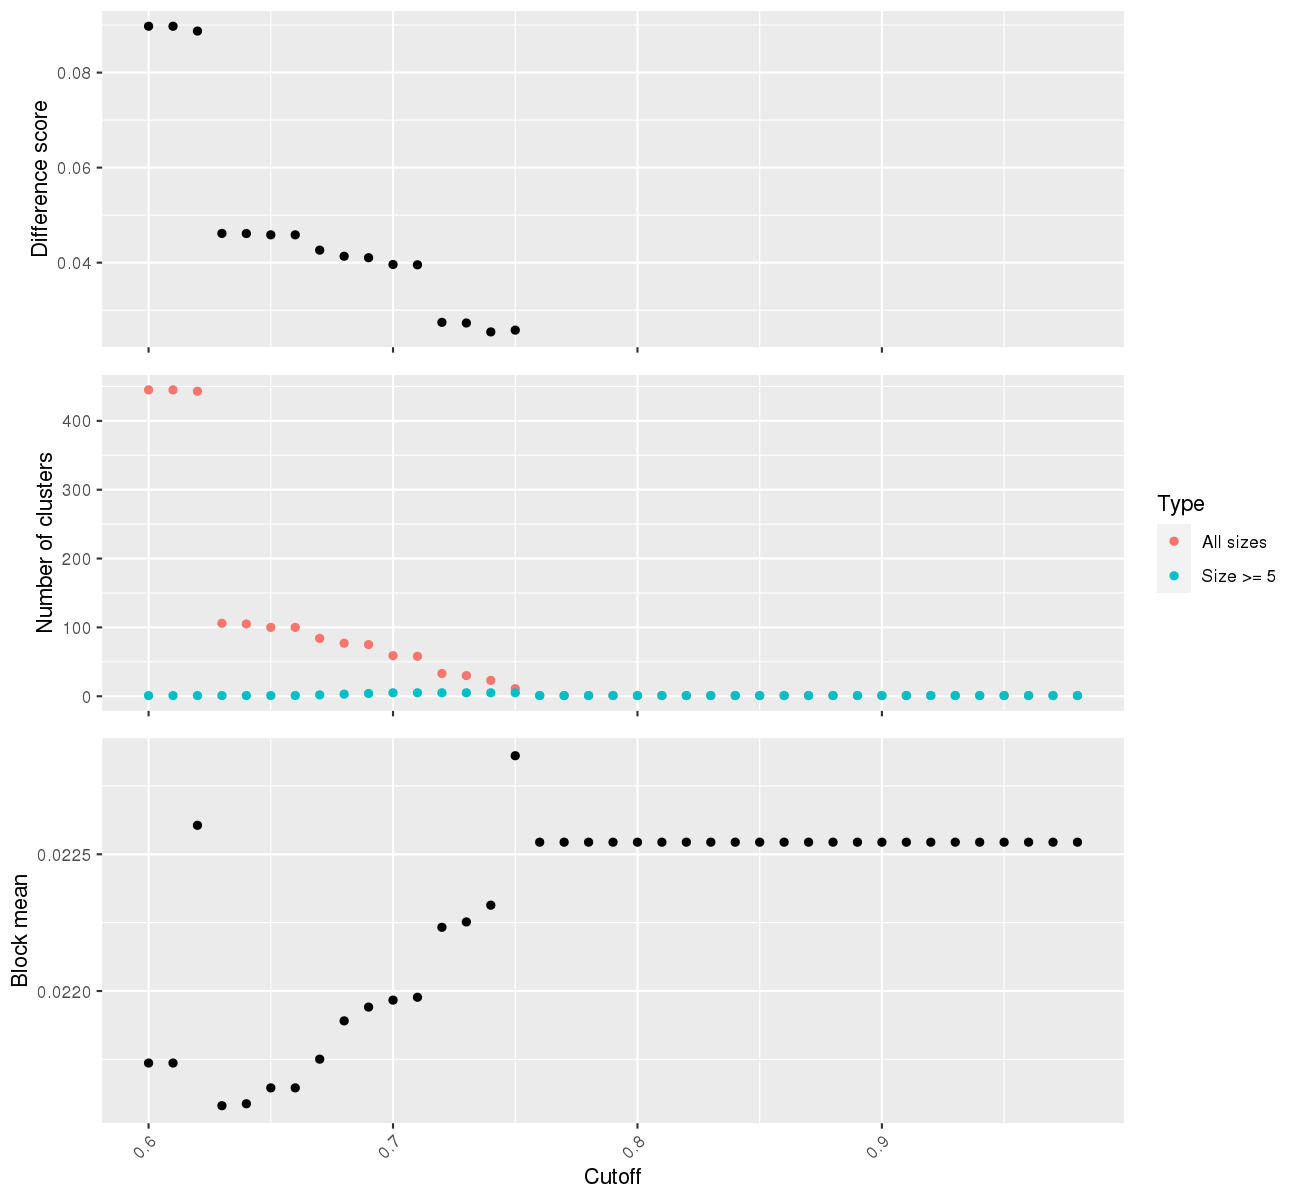 Difference score
0.08
0.06
0.04
Number of clusters
400
300
200
100
0
Type
All sizes
Size >= 5
Block mean
0.0225
0.0220
0.6
0.7
0.8
0.9
Cutoff